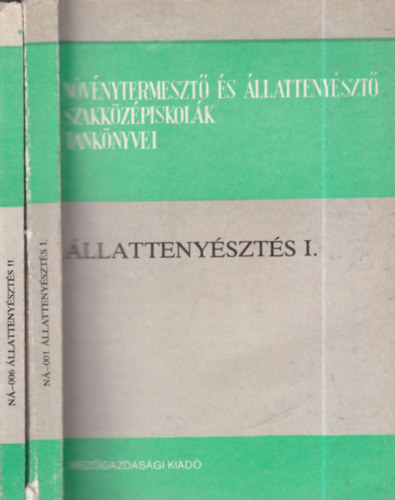 NÖVÉNYTERMESZTŐ ÉS ÁLLATTENYÉSZTŐ
SZAKKÖZÉPISKOLÁK
TANKÖNYVEI
ÁLLATTENYÉSZTÉS I.
MEZŐGAZDASÁGI KIADÓ
NÁ–006 ÁLLATTENYÉSZTÉS II.
NÁ–001 ÁLLATTENYÉSZTÉS I.